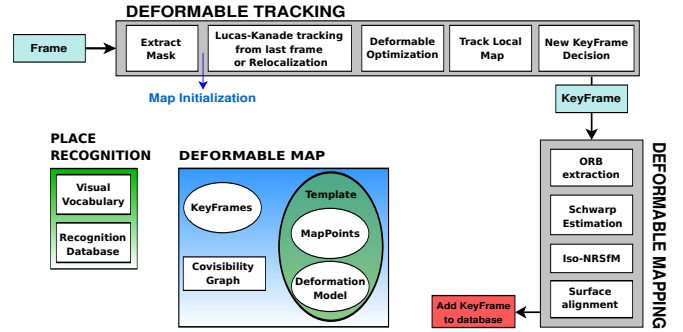 DEFORMABLE TRACKING
Frame
Extract
Mask
Lucas-Kanade tracking
from last frame
or Relocalization
Deformable
Optimization
Track Local
Map
New KeyFrame
Decision
Map Initialization
KeyFrame
PLACE
RECOGNITION
Visual
Vocabulary
Recognition
Database
DEFORMABLE MAP
KeyFrames
Covisibility
Graph
Template
MapPoints
Deformation
Model
DEFORMABLE MAPPING
ORB
extraction
Schwarp
Estimation
Iso-NRSfM
Surface
alignment
Add KeyFrame
to database